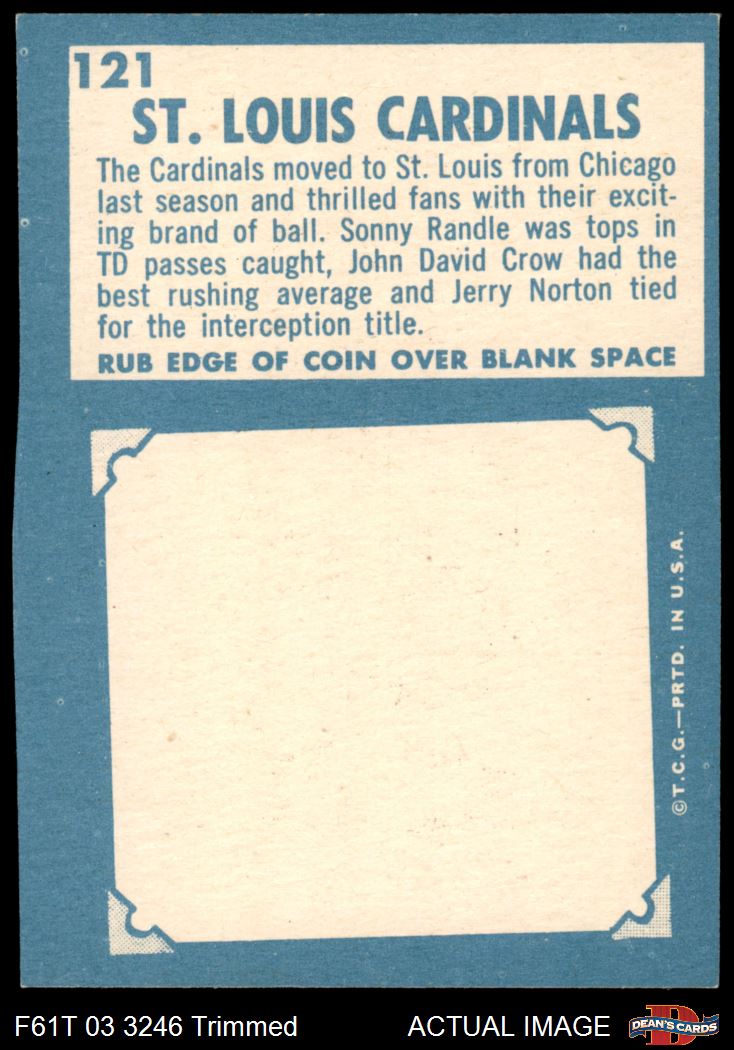 121
ST. LOUIS CARDINALS
The Cardinals moved to St. Louis from Chicago
last season and thrilled fans with their excit-
ing brand of ball. Sonny Randle was tops in
TD passes caught, John David Crow had the
best rushing average and Jerry Norton tied
for the interception title.
RUB EDGE OF COIN OVER BLANK SPACE
©T.C.G.—PRTD. IN U.S.A.
F61T 03 3246 Trimmed
ACTUAL IMAGE
D
DEAN'S CARDS